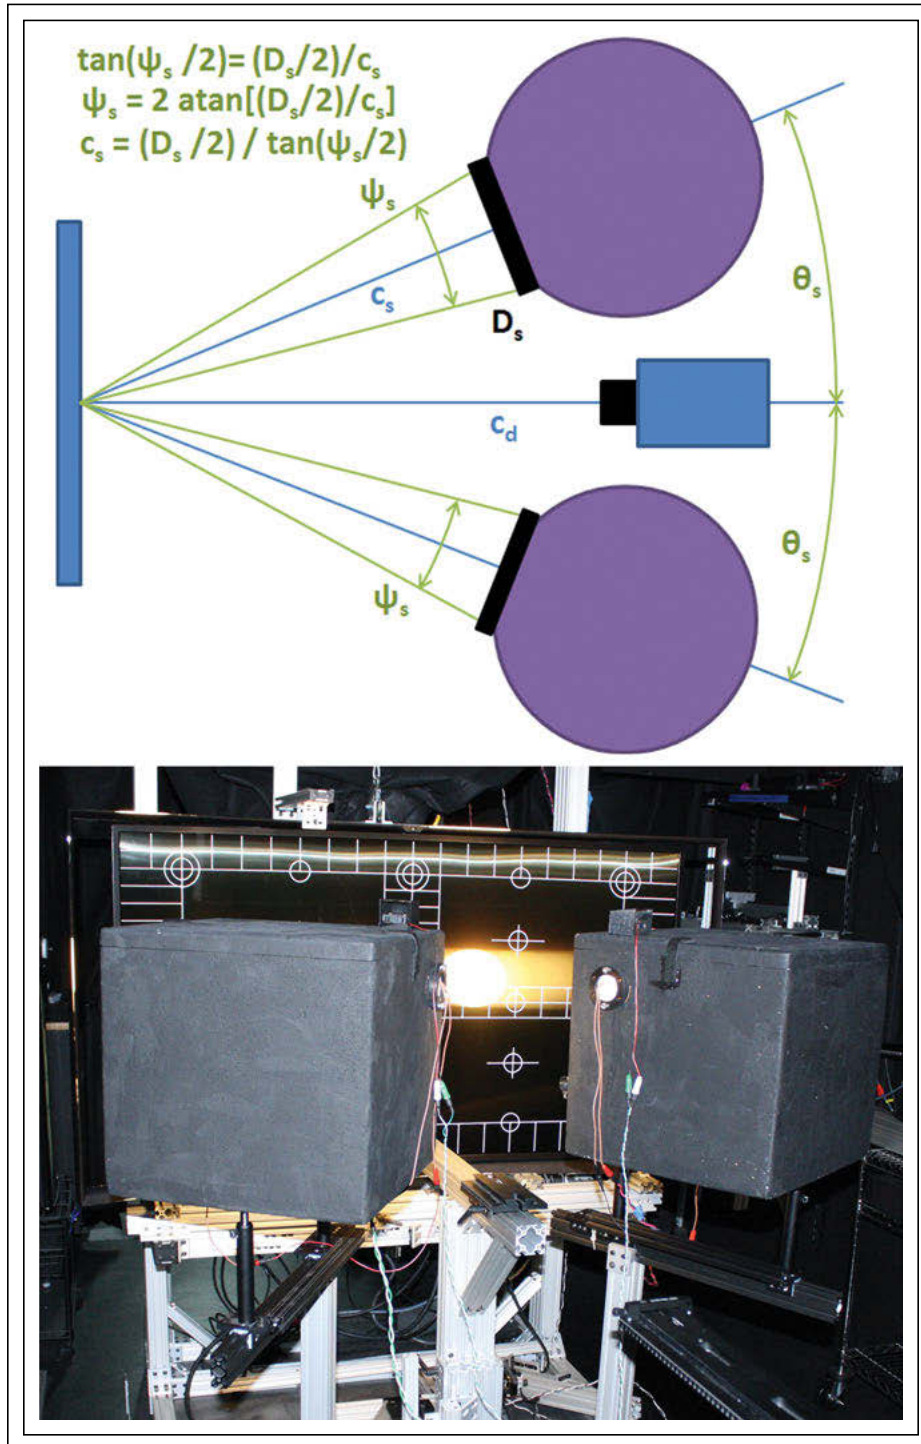 tan(ψₛ /2)= (Dₛ/2)/cₛ
ψₛ = 2 atan[(Dₛ/2)/cₛ]
cₛ = (Dₛ /2) / tan(ψₛ/2)
ψₛ
cₛ
Dₛ
θₛ
c_d
ψₛ
θₛ